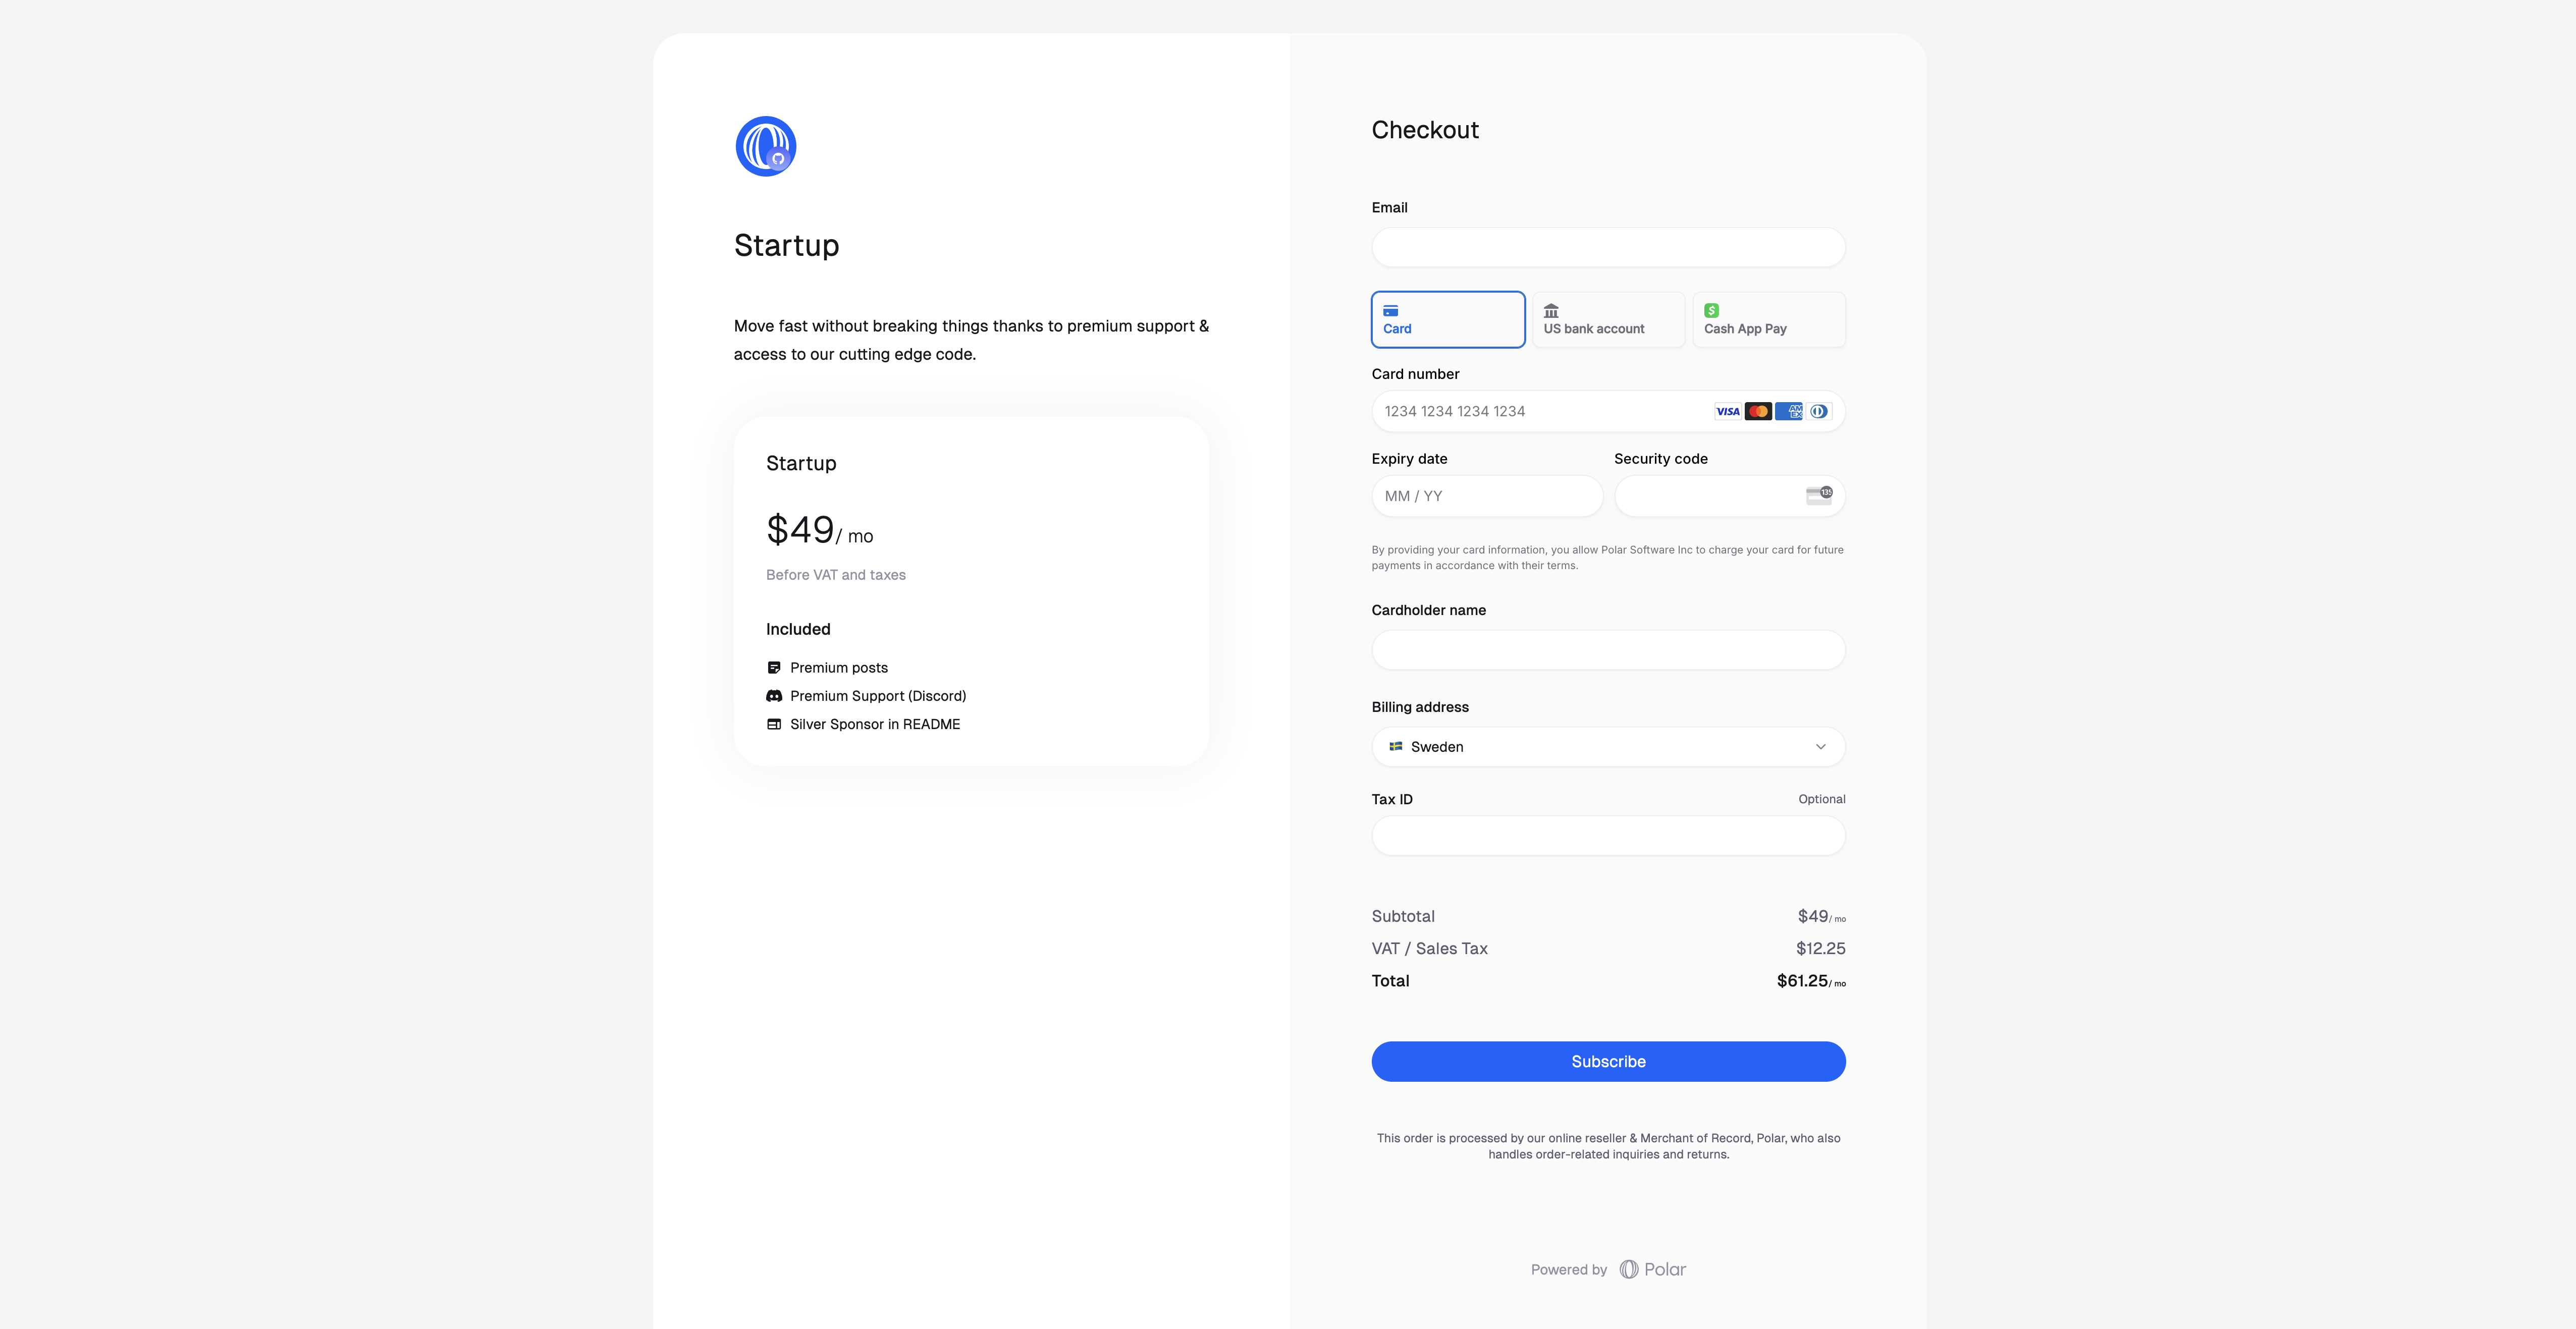 Startup
Move fast without breaking things thanks to premium support &
access to our cutting edge code.
Startup
$49/ mo
Before VAT and taxes
Included
Premium posts
Premium Support (Discord)
Silver Sponsor in README
Checkout
Email
Card
US bank account
Cash App Pay
Card number
1234 1234 1234 1234
VISA
AM
EX
Expiry date
Security code
MM / YY
135
By providing your card information, you allow Polar Software Inc to charge your card for future
payments in accordance with their terms.
Cardholder name
Billing address
Sweden
Tax ID
Optional
Subtotal
$49/ mo
VAT / Sales Tax
$12.25
Total
$61.25/ mo
Subscribe
This order is processed by our online reseller & Merchant of Record, Polar, who also
handles order-related inquiries and returns.
Powered by Polar